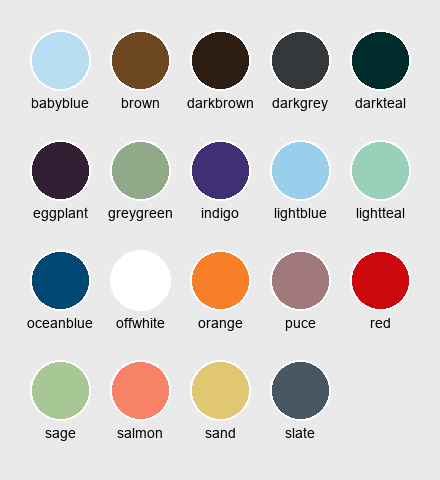 babyblue brown darkbrown darkgrey darkteal
eggplant greygreen indigo lightblue lightteal
oceanblue offwhite orange puce red
sage salmon sand slate